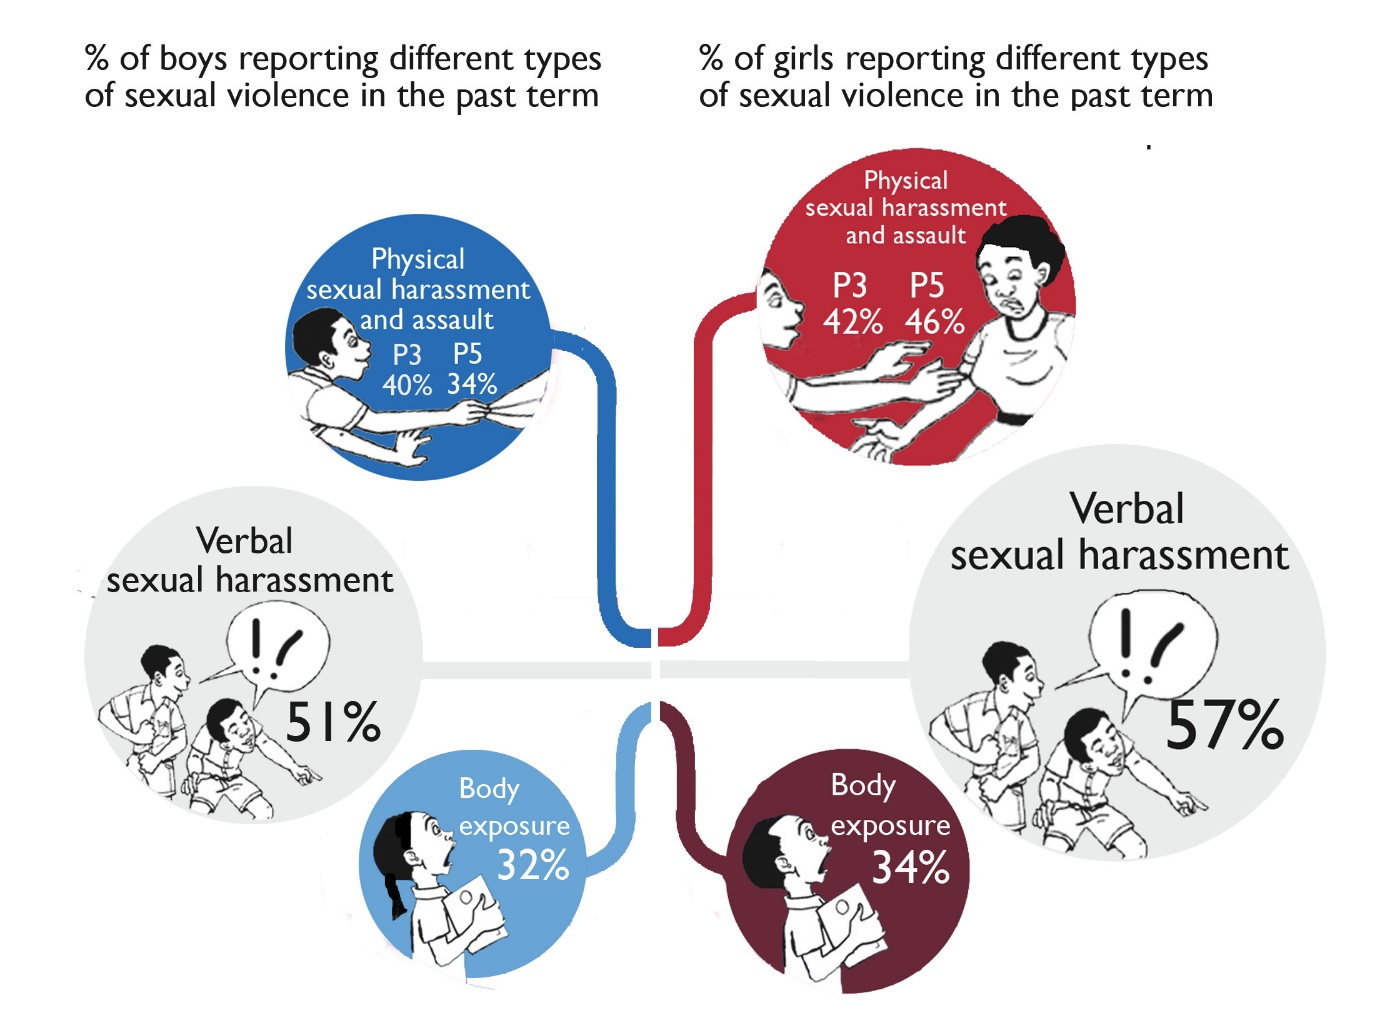 % of boys reporting different types
of sexual violence in the past term
% of girls reporting different types
of sexual violence in the past term
Physical
sexual harassment
and assault
P3 P5
40% 34%
Physical
sexual harassment
and assault
P3 P5
42% 46%
Verbal
sexual harassment
!?
51%
Verbal
sexual harassment
!?
57%
Body
exposure
32%
Body
exposure
34%